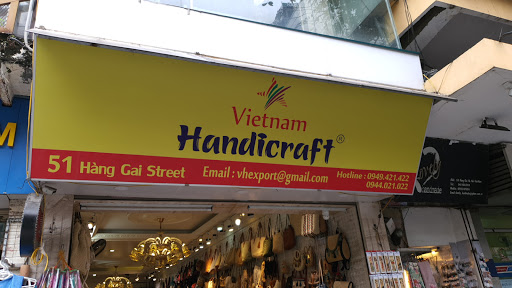 Vietnam
Handicraft®
51 Hàng Gai Street
Email : vhexport@gmail.com
Hotline : 0949.421.422
0944.021.022
M